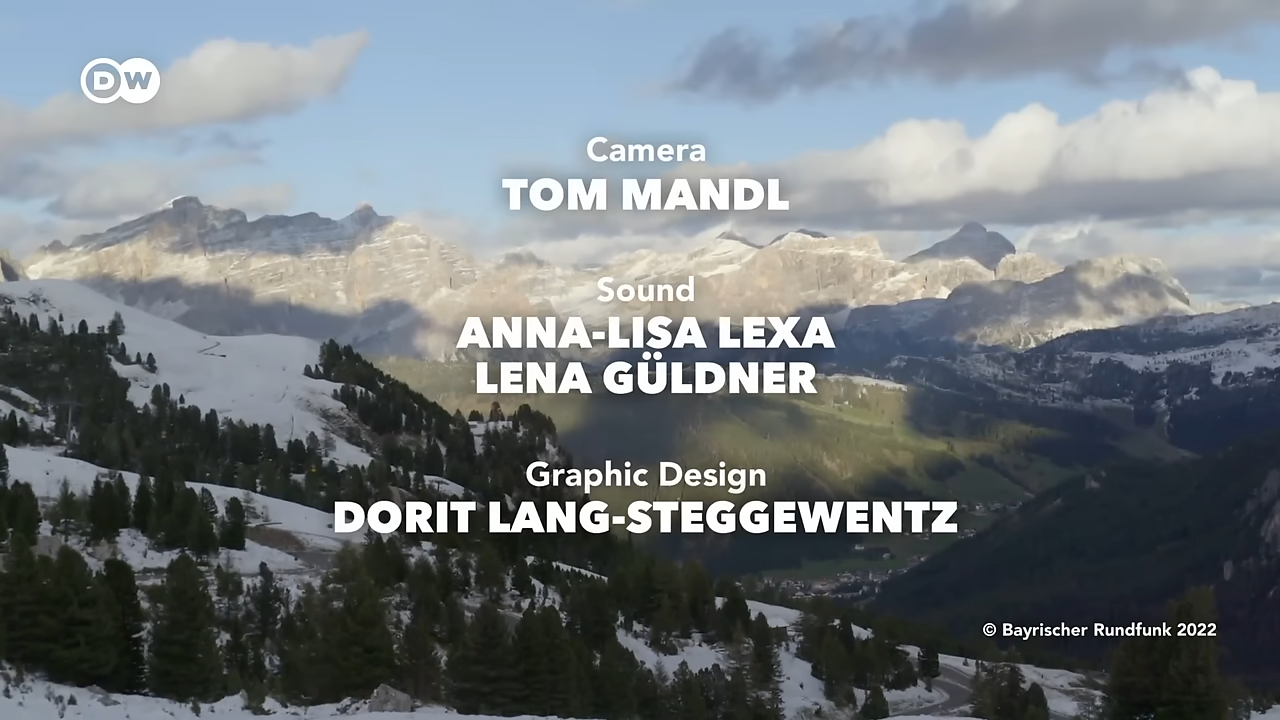 DW
Camera
TOM MANDL
Sound
ANNA-LISA LEXA
LENA GÜLDNER
Graphic Design
DORIT LANG-STEGGEWENTZ
© Bayrischer Rundfunk 2022